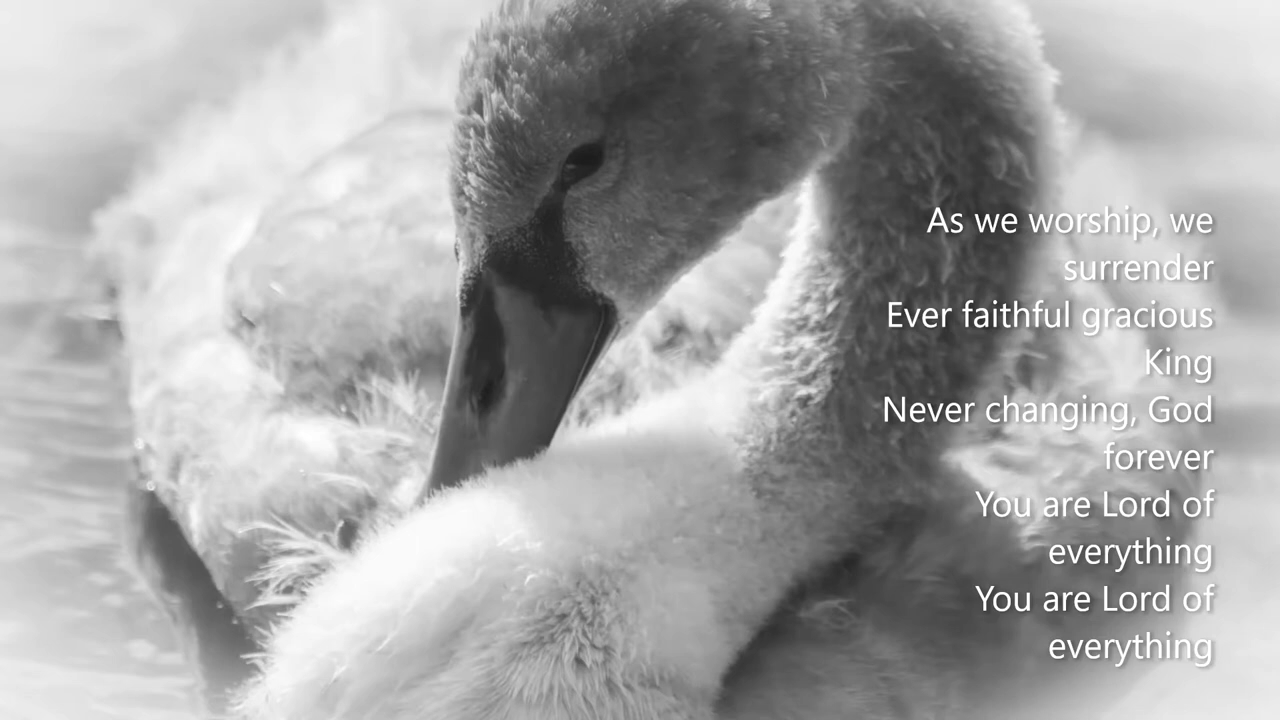 As we worship, we
surrender
Ever faithful gracious
King
Never changing, God
forever
You are Lord of
everything
You are Lord of
everything